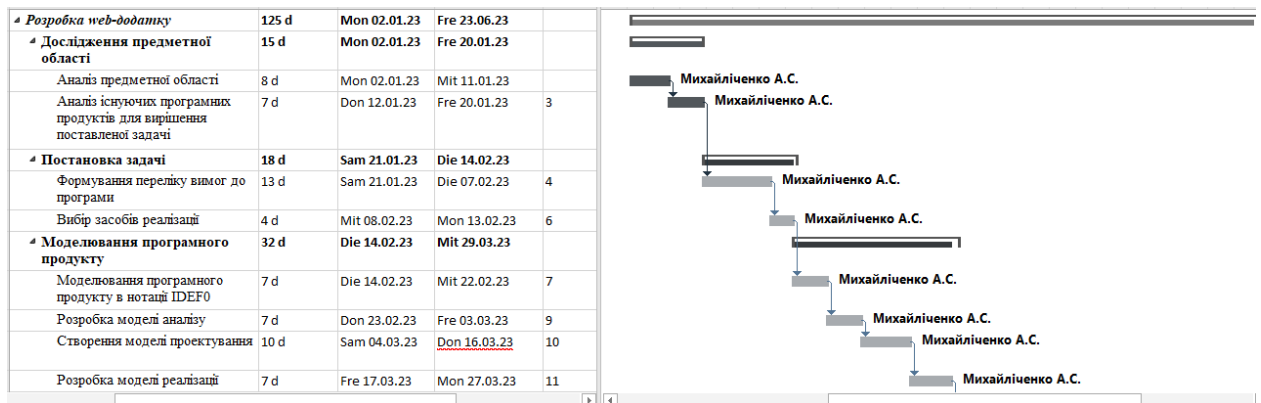 Розробка web-додатку 125 d Mon 02.01.23 Fre 23.06.23
Дослідження предметної 15 d Mon 02.01.23 Fre 20.01.23
області
Аналіз предметної області 8 d Mon 02.01.23 Mit 11.01.23 Михайліченко А.С.
Аналіз існуючих програмних 7 d Don 12.01.23 Fre 20.01.23 3 Михайліченко А.С.
продуктів для вирішення
поставленої задачі
Постановка задачі 18 d Sam 21.01.23 Die 14.02.23
Формування переліку вимог до 13 d Sam 21.01.23 Die 07.02.23 4 Михайліченко А.С.
програми
Вибір засобів реалізації 4 d Mit 08.02.23 Mon 13.02.23 6 Михайліченко А.С.
Моделювання програмного 32 d Die 14.02.23 Mit 29.03.23
продукту
Моделювання програмного 7 d Die 14.02.23 Mit 22.02.23 7 Михайліченко А.С.
продукту в нотації IDEF0
Розробка моделі аналізу 7 d Don 23.02.23 Fre 03.03.23 9 Михайліченко А.С.
Створення моделі проектування 10 d Sam 04.03.23 Don 16.03.23 10 Михайліченко А.С.
Розробка моделі реалізації 7 d Fre 17.03.23 Mon 27.03.23 11 Михайліченко А.С.